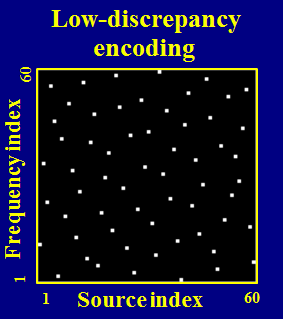 Low-discrepancy
encoding
60
Frequency index
1
1
Source index
60